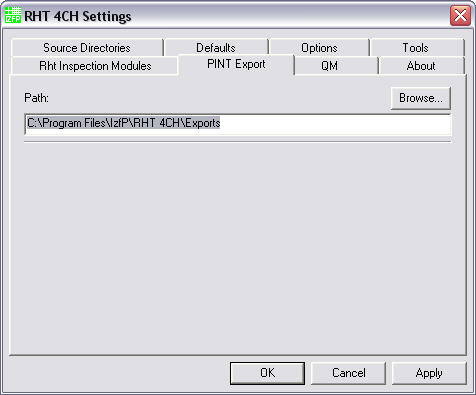 IZFP RHT 4CH Settings
Source Directories Defaults Options Tools
Rht Inspection Modules PINT Export QM About
Path: Browse...
C:\Program Files\IzfP\RHT 4CH\Exports
OK Cancel Apply